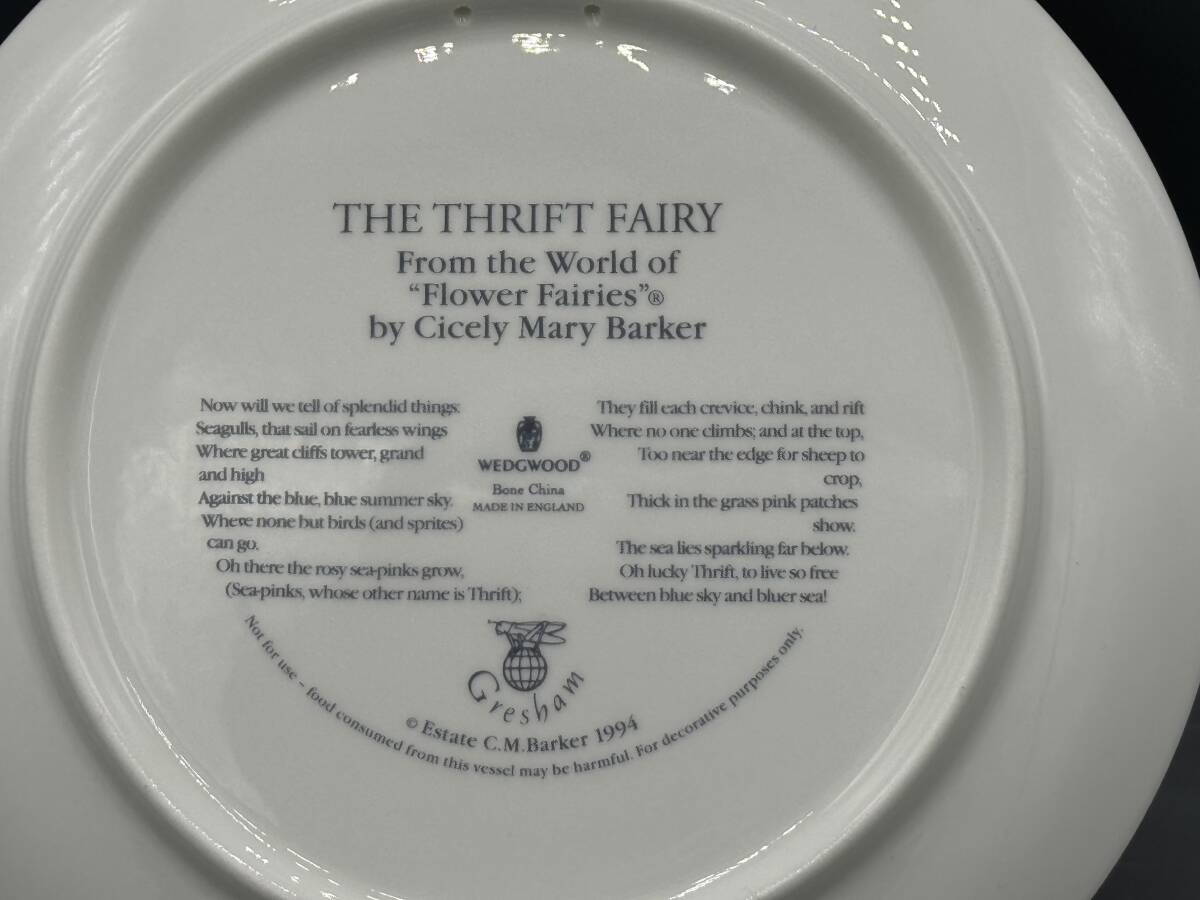 THE THRIFT FAIRY
From the World of
“Flower Fairies”®
by Cicely Mary Barker
Now will we tell of splendid things:
Seagulls, that sail on fearless wings
Where great cliffs tower, grand
and high
Against the blue, blue summer sky.
Where none but birds (and sprites)
can go.
Oh there the rosy sea-pinks grow,
(Sea-pinks, whose other name is Thrift);
WEDGWOOD®
Bone China
MADE IN ENGLAND
They fill each crevice, chink, and rift
Where no one climbs; and at the top,
Too near the edge for sheep to
crop,
Thick in the grass pink patches
show.
The sea lies sparkling far below.
Oh lucky Thrift, to live so free
Between blue sky and bluer sea!
Gresham
© Estate C.M.Barker 1994
Not for use – food consumed from this vessel may be harmful. For decorative purposes only.